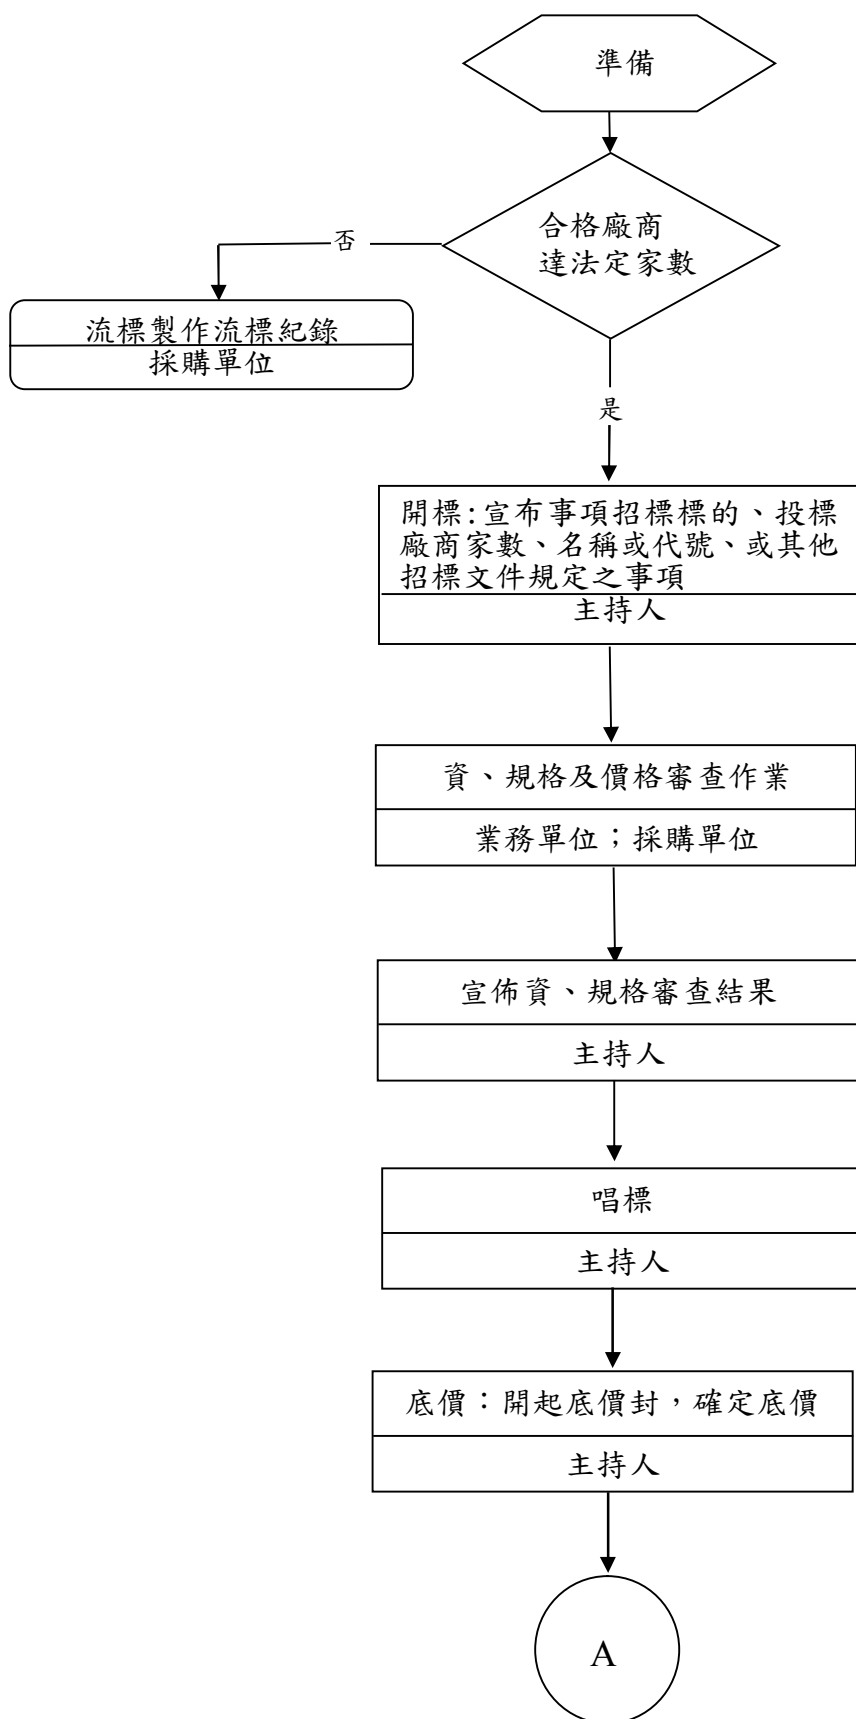 準備
合格廠商
達法定家數
否
流標製作流標紀錄
採購單位
是
開標:宣布事項招標標的、投標
廠商家數、名稱或代號、或其他
招標文件規定之事項
主持人
資、規格及價格審查作業
業務單位；採購單位
宣佈資、規格審查結果
主持人
唱標
主持人
底價：開起底價封，確定底價
主持人
A